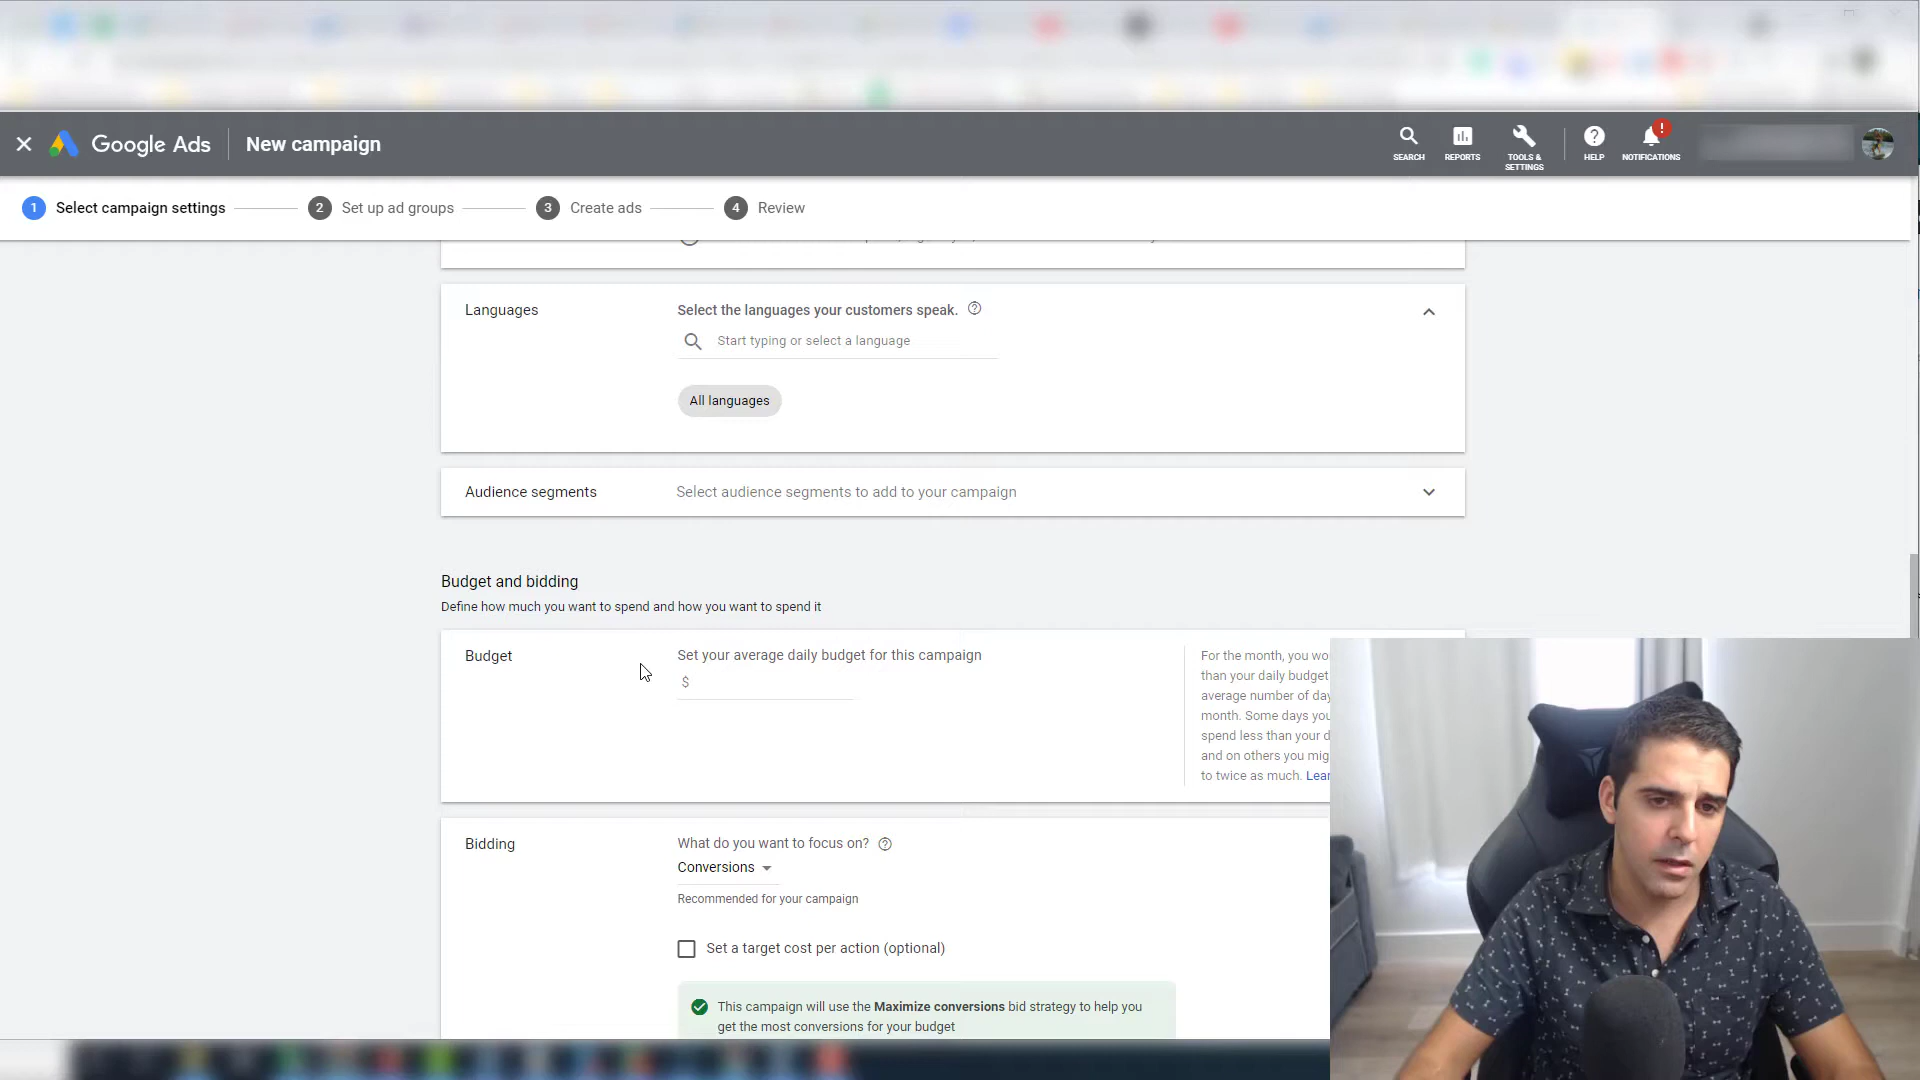 Google Ads
New campaign
SEARCH
REPORTS
TOOLS &
SETTINGS
HELP
!
NOTIFICATIONS
1 Select campaign settings
2 Set up ad groups
3 Create ads
4 Review
Languages
Select the languages your customers speak. ?
Start typing or select a language
All languages
Audience segments
Select audience segments to add to your campaign
Budget and bidding
Define how much you want to spend and how you want to spend it
Budget
Set your average daily budget for this campaign
$
For the month, you
than your daily budget
average number of
month. Some days
spend less than your
and on others you
to twice as much.
Bidding
What do you want to focus on? ?
Conversions
Recommended for your campaign
Set a target cost per action (optional)
This campaign will use the Maximize conversions bid strategy to help you
get the most conversions for your budget